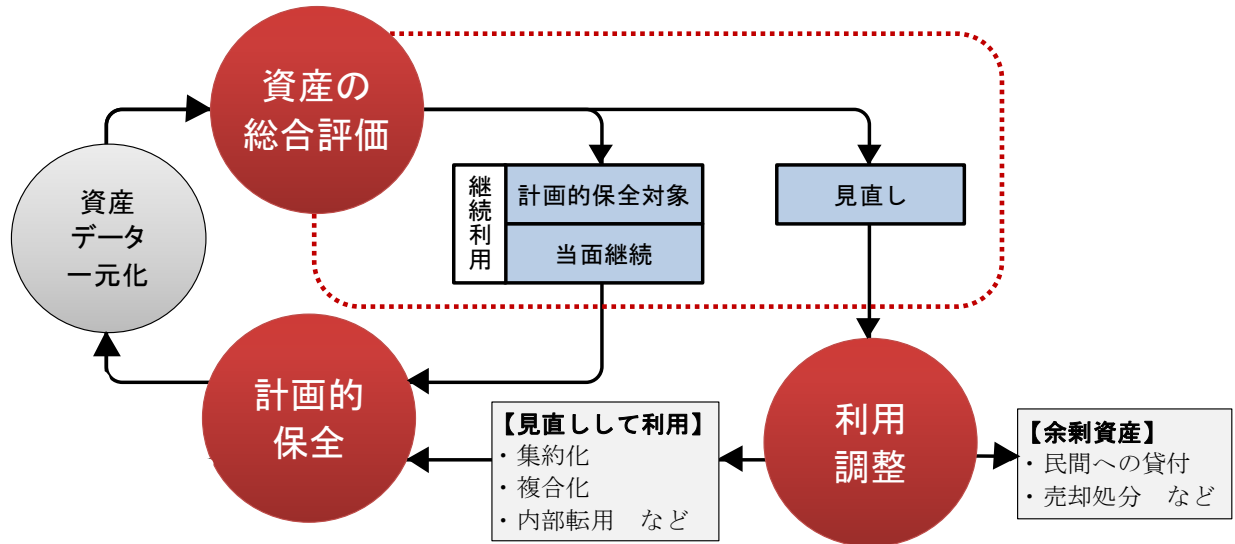 資産の
総合評価
資産
データ
一元化
継続利用
計画的保全対象
当面継続
見直し
計画的
保全
【見直しして利用】
・集約化
・複合化
・内部転用　など
利用
調整
【余剰資産】
・民間への貸付
・売却処分　など